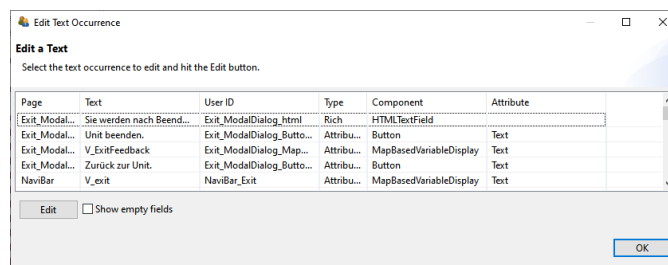 Edit Text Occurrence
Edit a Text
Select the text occurrence to edit and hit the Edit button.
Page Text User ID Type Component Attribute
Exit_Modal... Sie werden nach Beend... Exit_ModalDialog_html Rich HTMLTextField
Exit_Modal... Unit beenden. Exit_ModalDialog_Butto... Attribu... Button Text
Exit_Modal... V_ExitFeedback Exit_ModalDialog_Map... Attribu... MapBasedVariableDisplay Text
Exit_Modal... Zurück zur Unit. Exit_ModalDialog_Butto... Attribu... Button Text
NaviBar V_exit NaviBar_Exit Attribu... MapBasedVariableDisplay Text
Edit Show empty fields
OK